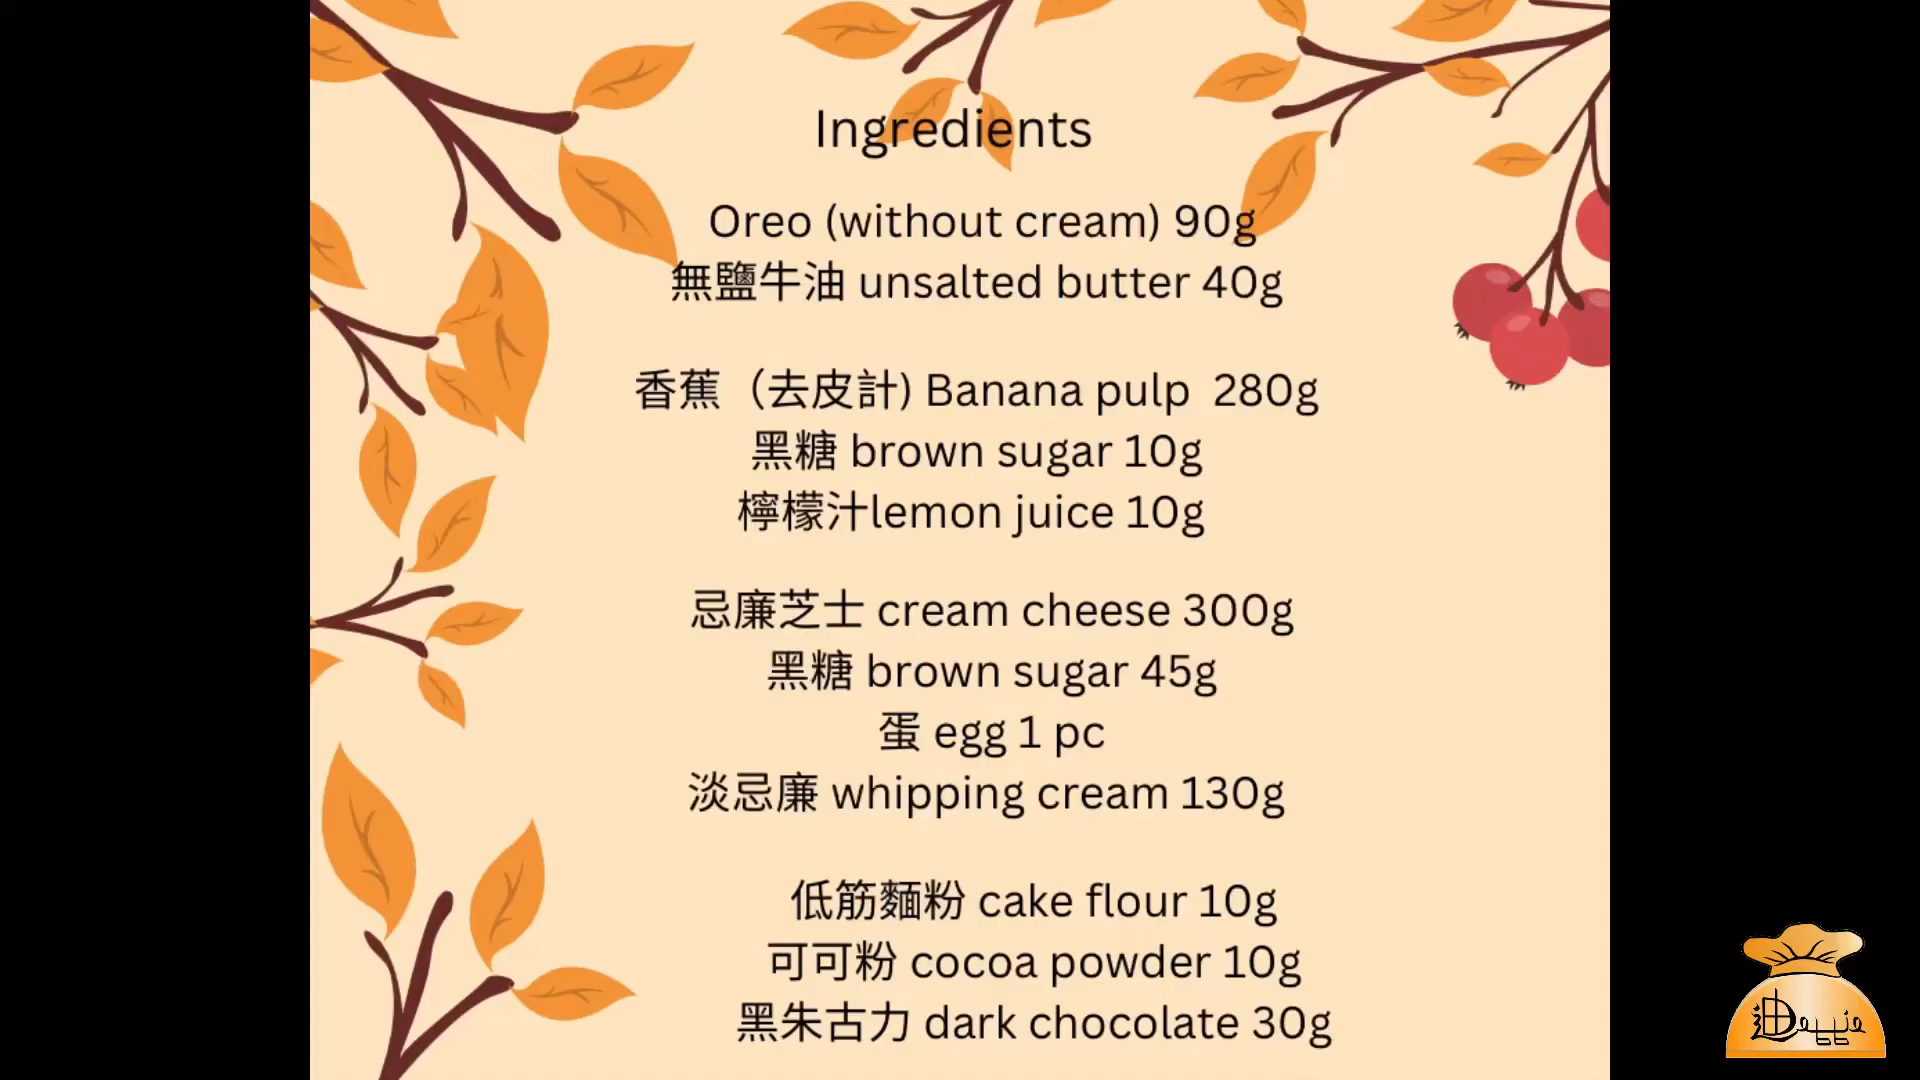 Ingredients
Oreo (without cream) 90g
無鹽牛油 unsalted butter 40g
香蕉（去皮計) Banana pulp 280g
黑糖 brown sugar 10g
檸檬汁lemon juice 10g
忌廉芝士 cream cheese 300g
黑糖 brown sugar 45g
蛋 egg 1 pc
淡忌廉 whipping cream 130g
低筋麵粉 cake flour 10g
可可粉 cocoa powder 10g
黑朱古力 dark chocolate 30g